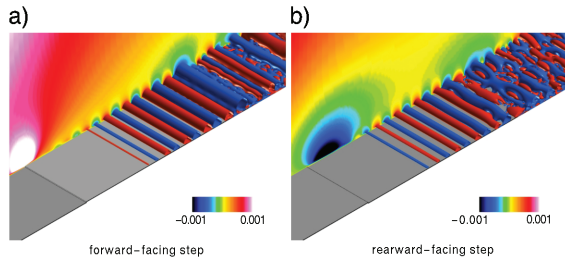 a)
b)
−0.001 0.001
−0.001 0.001
forward−facing step
rearward−facing step